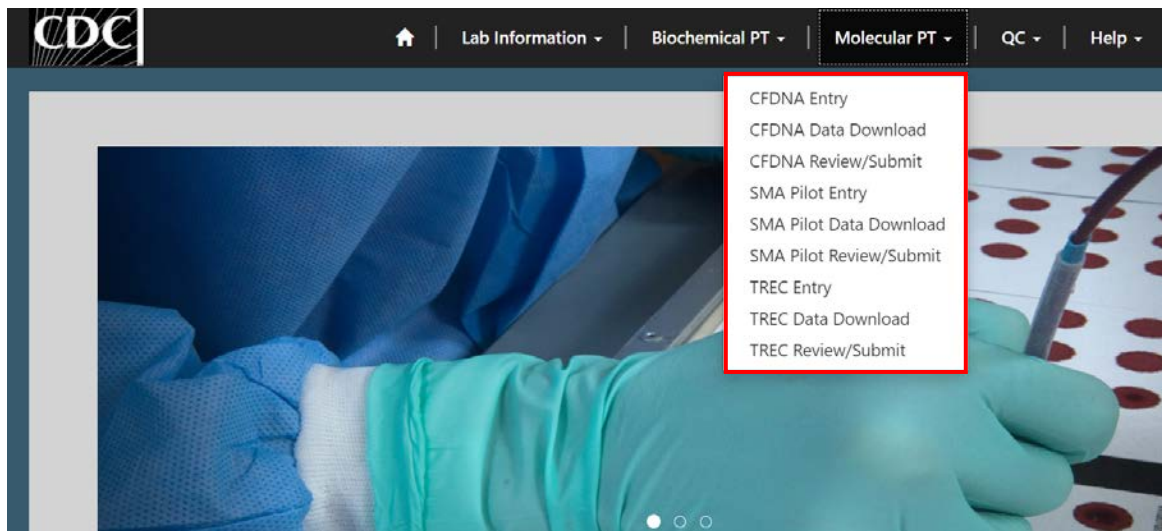 CDC
Lab Information
Biochemical PT
Molecular PT
QC
Help
CFDNA Entry
CFDNA Data Download
CFDNA Review/Submit
SMA Pilot Entry
SMA Pilot Data Download
SMA Pilot Review/Submit
TREC Entry
TREC Data Download
TREC Review/Submit